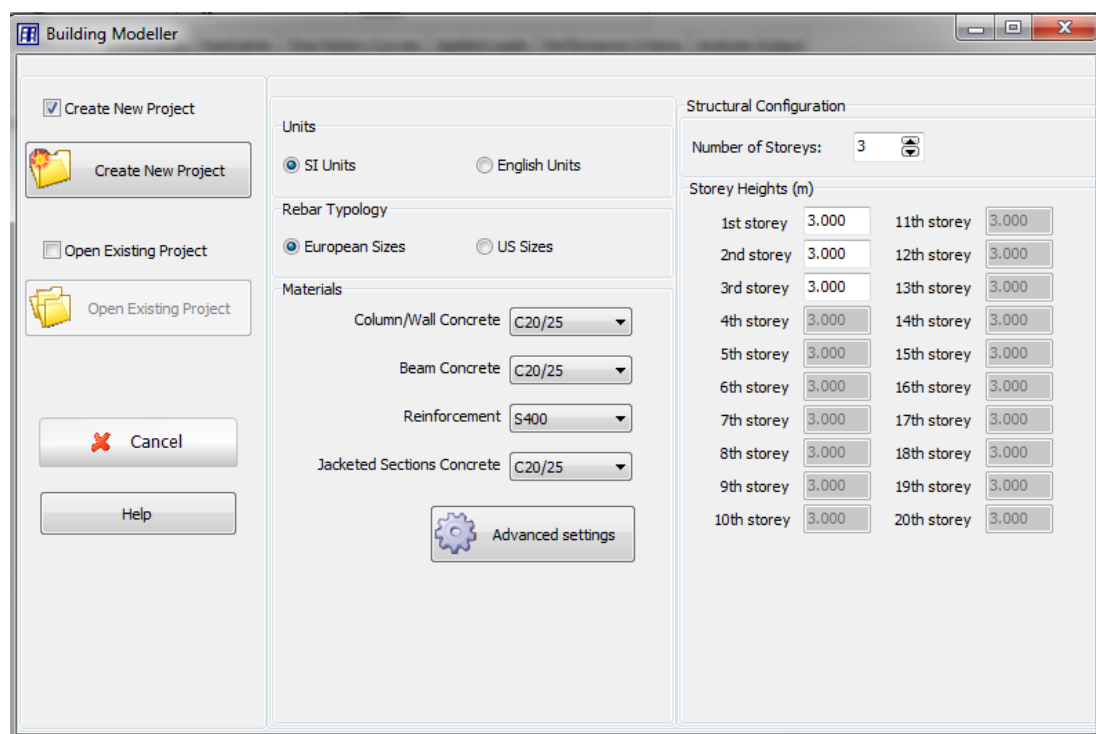 Building Modeller
Create New Project
Create New Project
Open Existing Project
Open Existing Project
Cancel
Help
Units
SI Units English Units
Rebar Typology
European Sizes US Sizes
Materials
Column/Wall Concrete C20/25
Beam Concrete C20/25
Reinforcement S400
Jacketed Sections Concrete C20/25
Advanced settings
Structural Configuration
Number of Storeys: 3
Storey Heights (m)
1st storey 3.000 11th storey 3.000
2nd storey 3.000 12th storey 3.000
3rd storey 3.000 13th storey 3.000
4th storey 3.000 14th storey 3.000
5th storey 3.000 15th storey 3.000
6th storey 3.000 16th storey 3.000
7th storey 3.000 17th storey 3.000
8th storey 3.000 18th storey 3.000
9th storey 3.000 19th storey 3.000
10th storey 3.000 20th storey 3.000